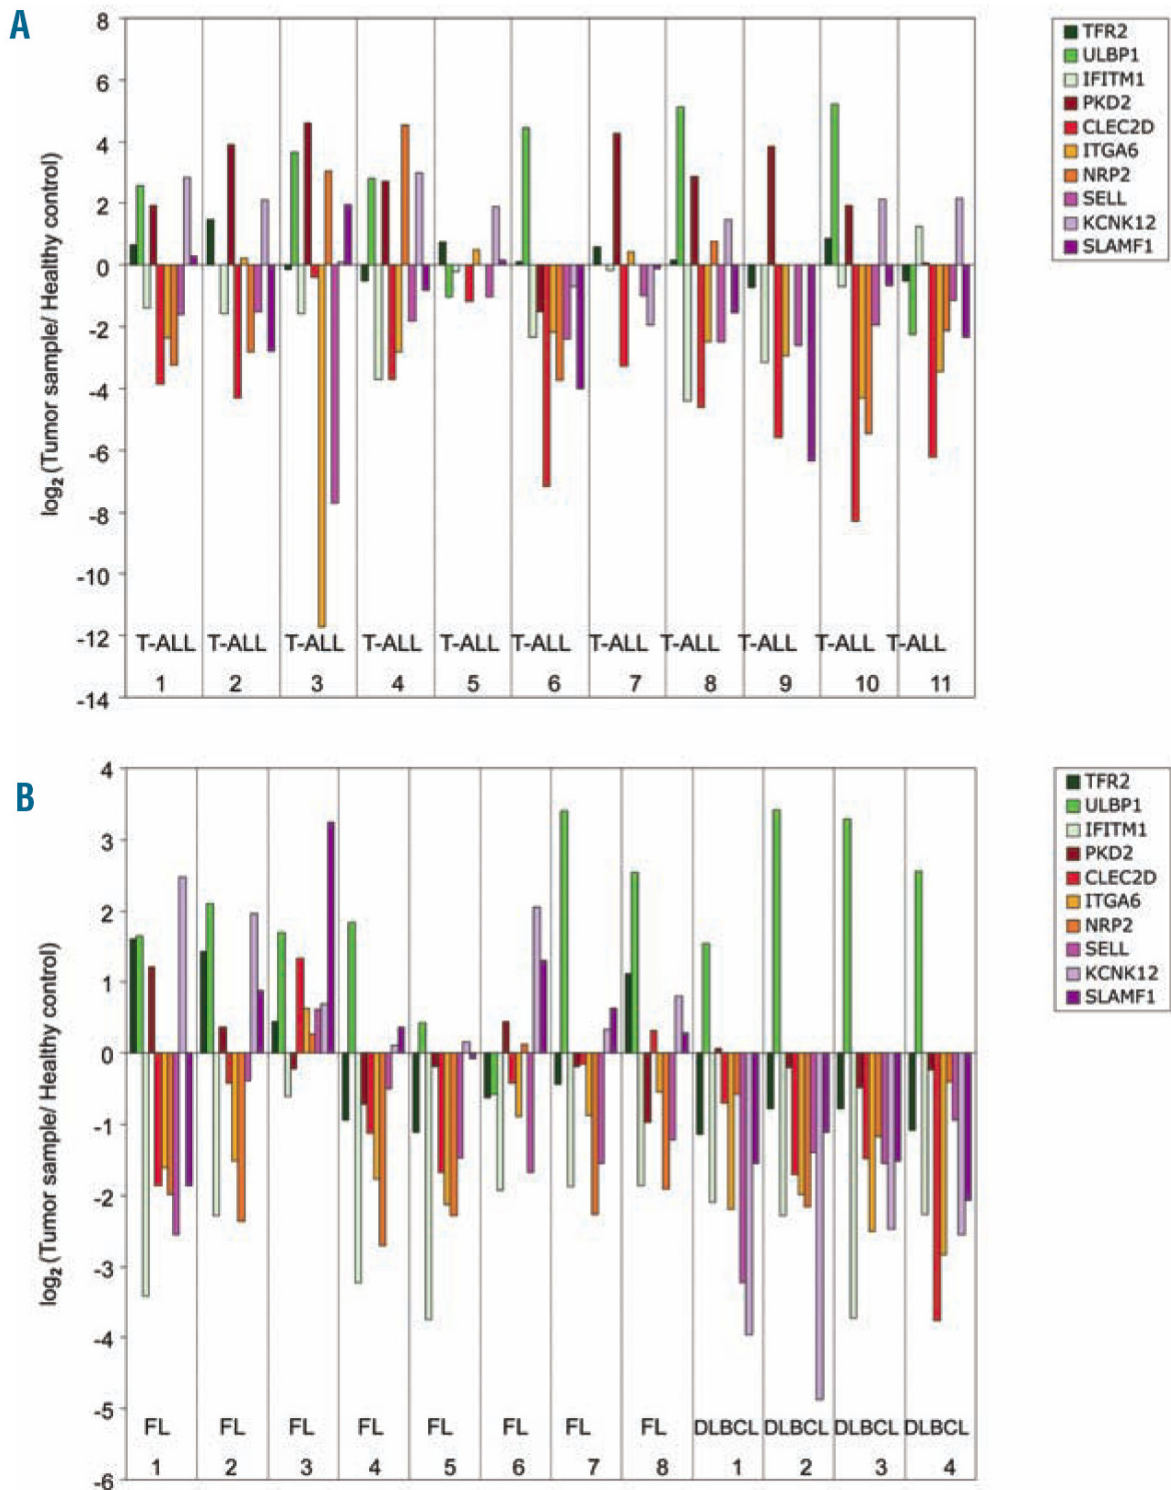 A
8
6
4
2
0
-2
-4
-6
-8
-10
-12
-14
log2 (Tumor sample/ Healthy control)
T-ALL T-ALL T-ALL T-ALL T-ALL T-ALL T-ALL T-ALL T-ALL T-ALL T-ALL
1 2 3 4 5 6 7 8 9 10 11
TFR2
ULBP1
IFITM1
PKD2
CLEC2D
ITGA6
NRP2
SELL
KCNK12
SLAMF1
B
4
3
2
1
0
-1
-2
-3
-4
-5
-6
log2 (Tumor sample/ Healthy control)
FL FL FL FL FL FL FL FL DLBCL DLBCL DLBCL DLBCL
1 2 3 4 5 6 7 8 1 2 3 4
TFR2
ULBP1
IFITM1
PKD2
CLEC2D
ITGA6
NRP2
SELL
KCNK12
SLAMF1